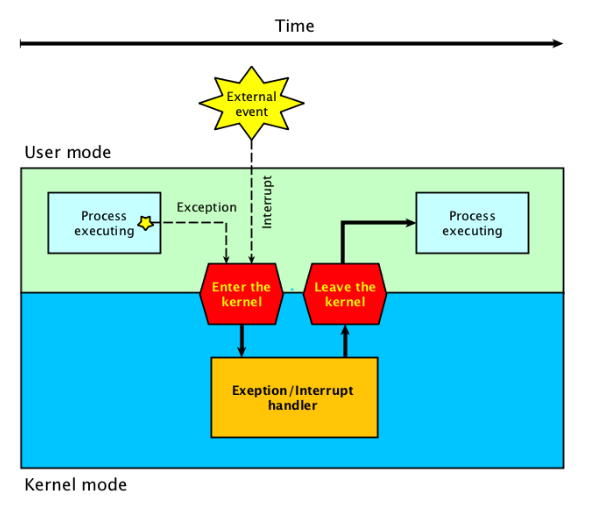 Time
External
event
User mode
Process
executing
Exception
Interrupt
Process
executing
Enter the
kernel
Leave the
kernel
Exeption/Interrupt
handler
Kernel mode